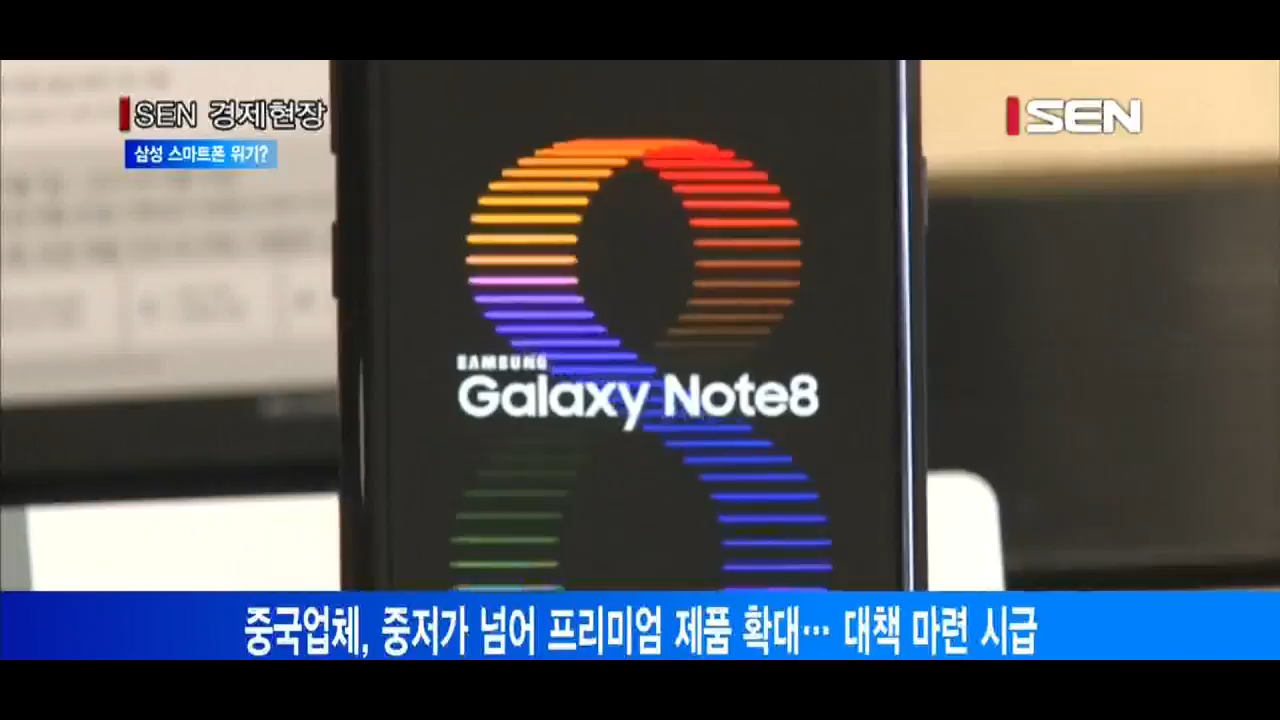 SEN 경제현장
SEN
삼성 스마트폰 위기?
SAMSUNG
Galaxy Note8
중국업체, 중저가 넘어 프리미엄 제품 확대… 대책 마련 시급